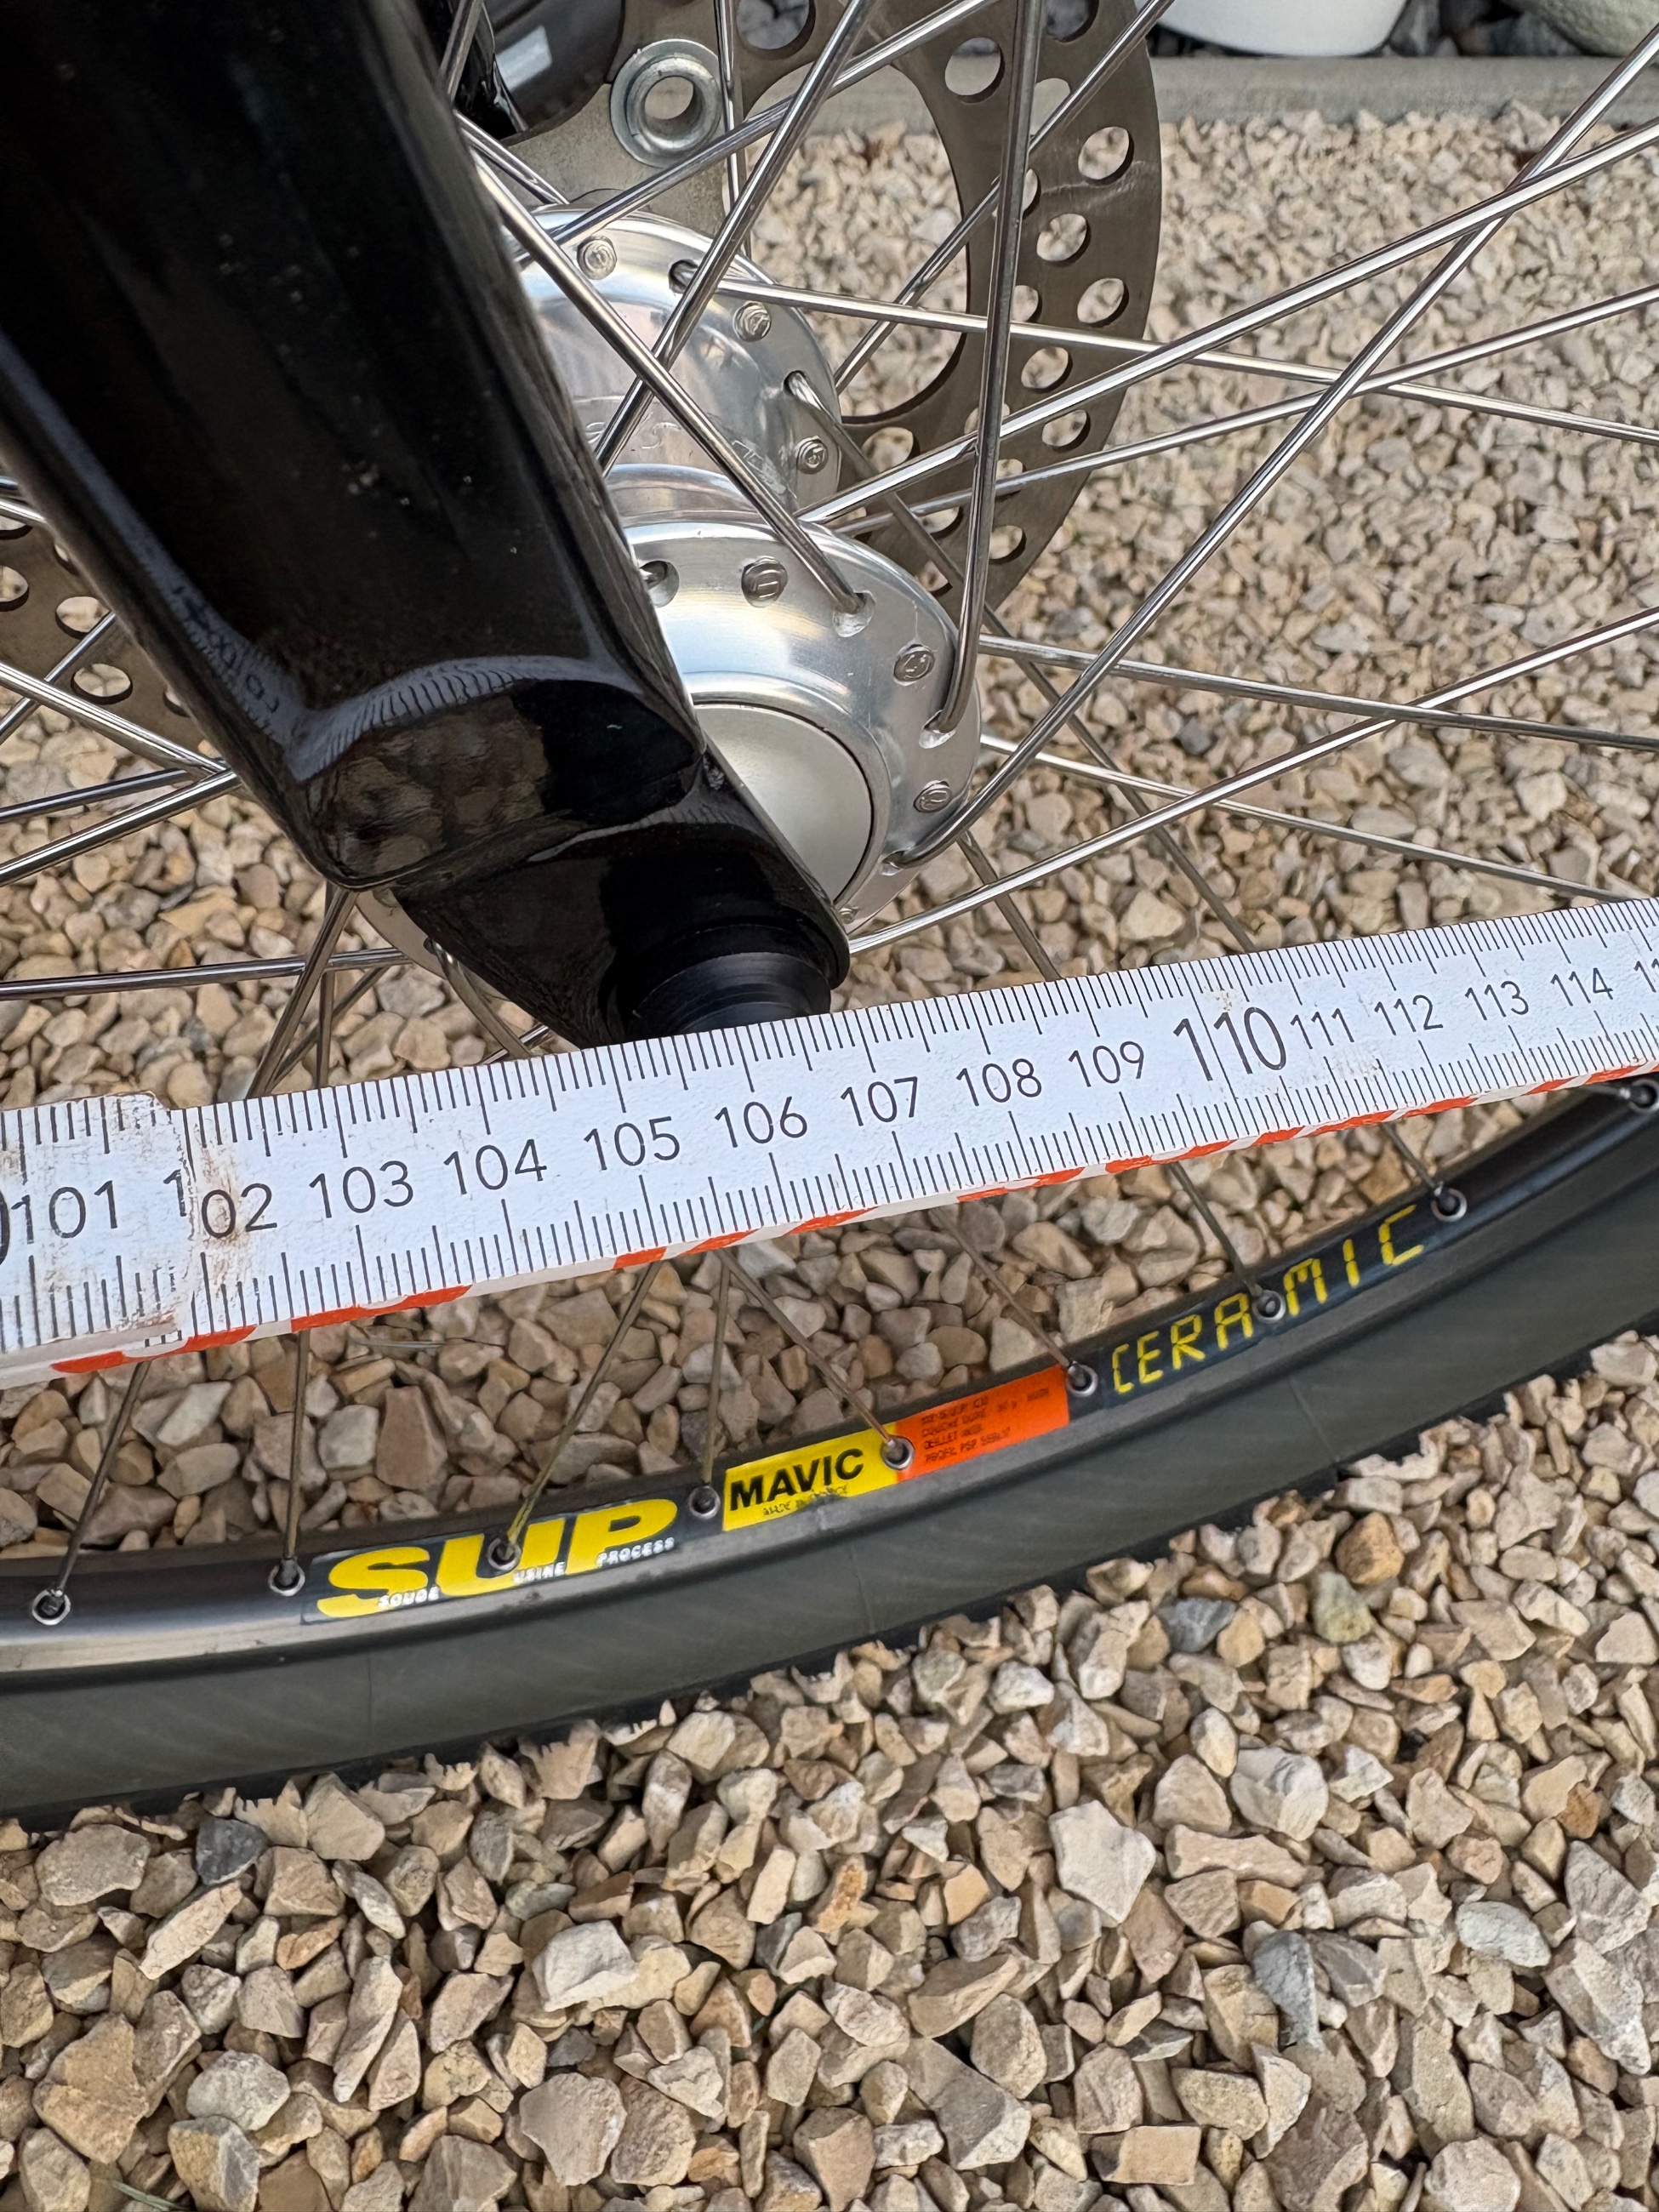 101 102 103 104 105 106 107 108 109 110 111 112 113 114
CERAMIC
MAVIC
SUP
SOUDE USINE PROCESS